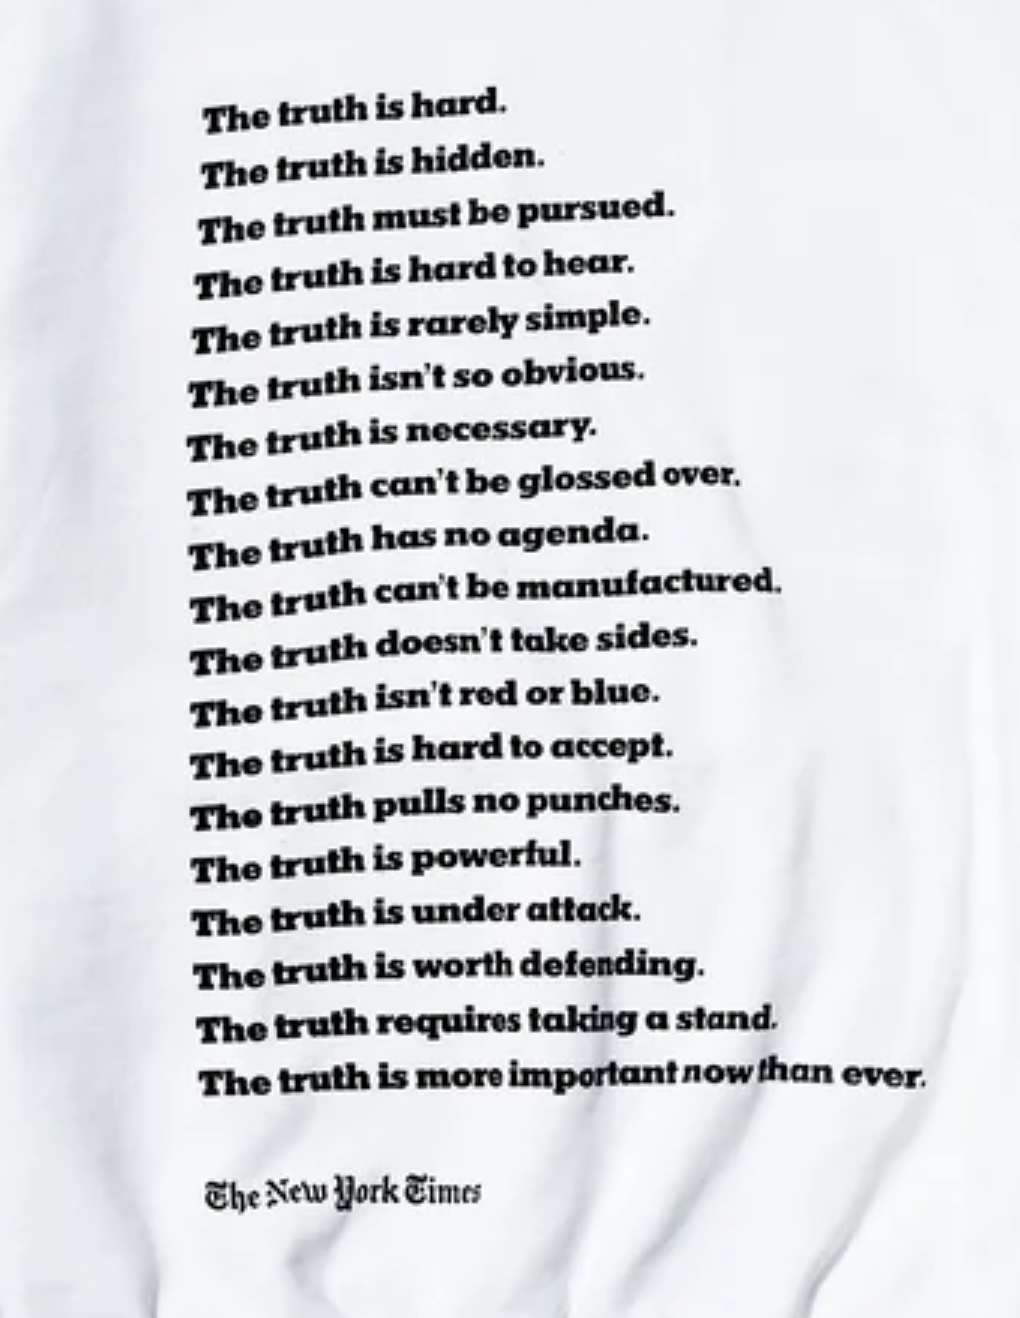 The truth is hard.
The truth is hidden.
The truth must be pursued.
The truth is hard to hear.
The truth is rarely simple.
The truth isn't so obvious.
The truth is necessary.
The truth can't be glossed over.
The truth has no agenda.
The truth can't be manufactured.
The truth doesn't take sides.
The truth isn't red or blue.
The truth is hard to accept.
The truth pulls no punches.
The truth is powerful.
The truth is under attack.
The truth is worth defending.
The truth requires taking a stand.
The truth is more important now than ever.
The New York Times